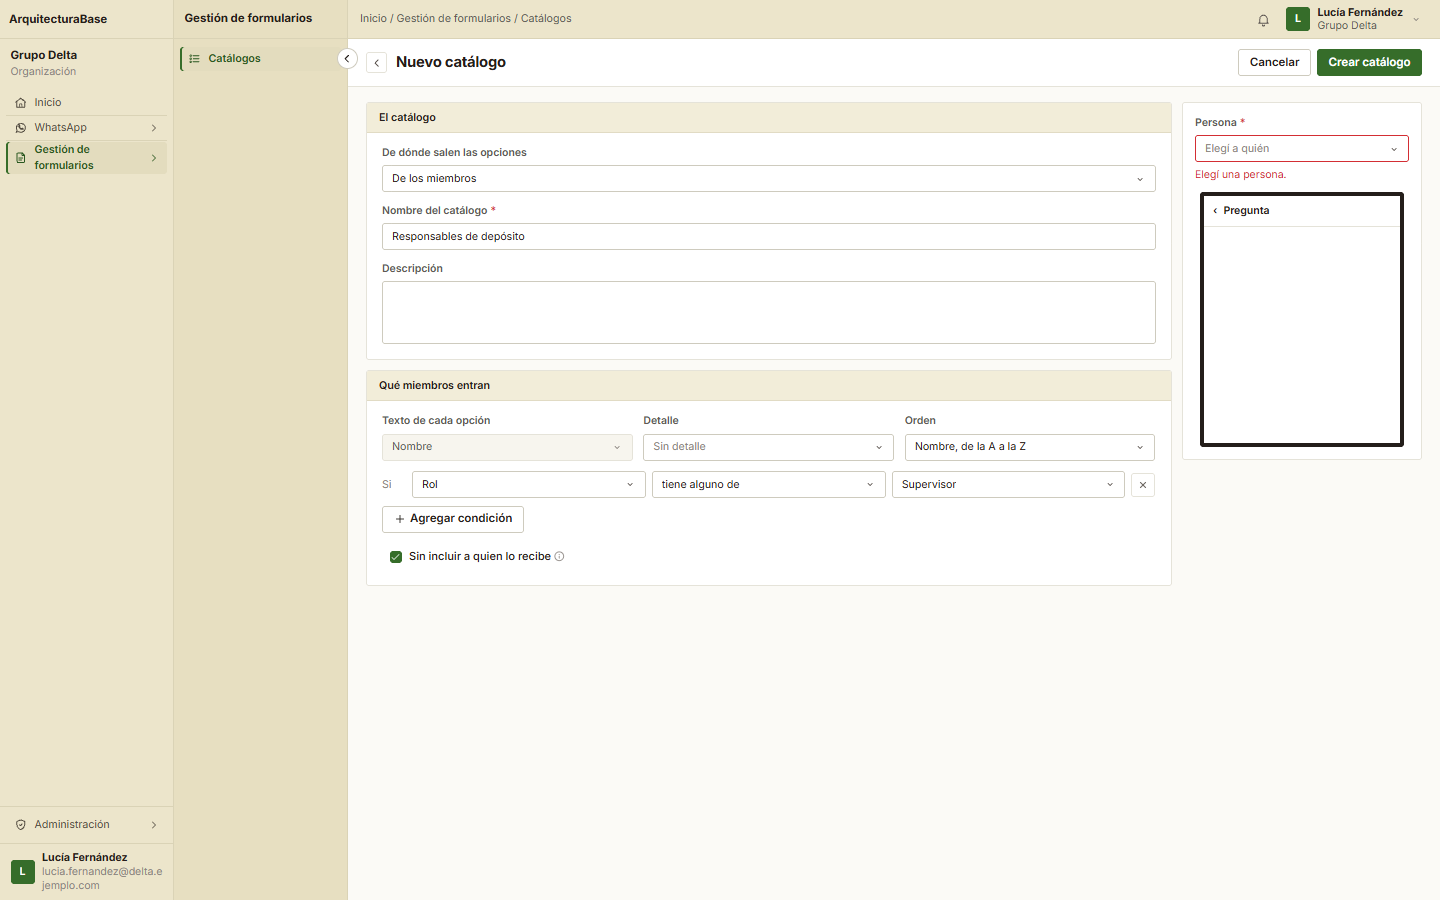 ArquitecturaBase
Grupo Delta
Organización
Inicio
WhatsApp
Gestión de
formularios
Administración
L
Lucía Fernández
lucia.fernandez@delta.e
jemplo.com
Gestión de formularios
Catálogos
Inicio / Gestión de formularios / Catálogos
L
Lucía Fernández
Grupo Delta
Nuevo catálogo
Cancelar
Crear catálogo
El catálogo
De dónde salen las opciones
De los miembros
Nombre del catálogo *
Responsables de depósito
Descripción
Qué miembros entran
Texto de cada opción
Detalle
Orden
Nombre
Sin detalle
Nombre, de la A a la Z
Si
Rol
tiene alguno de
Supervisor
Agregar condición
Sin incluir a quien lo recibe
Persona *
Elegí a quién
Elegí una persona.
Pregunta